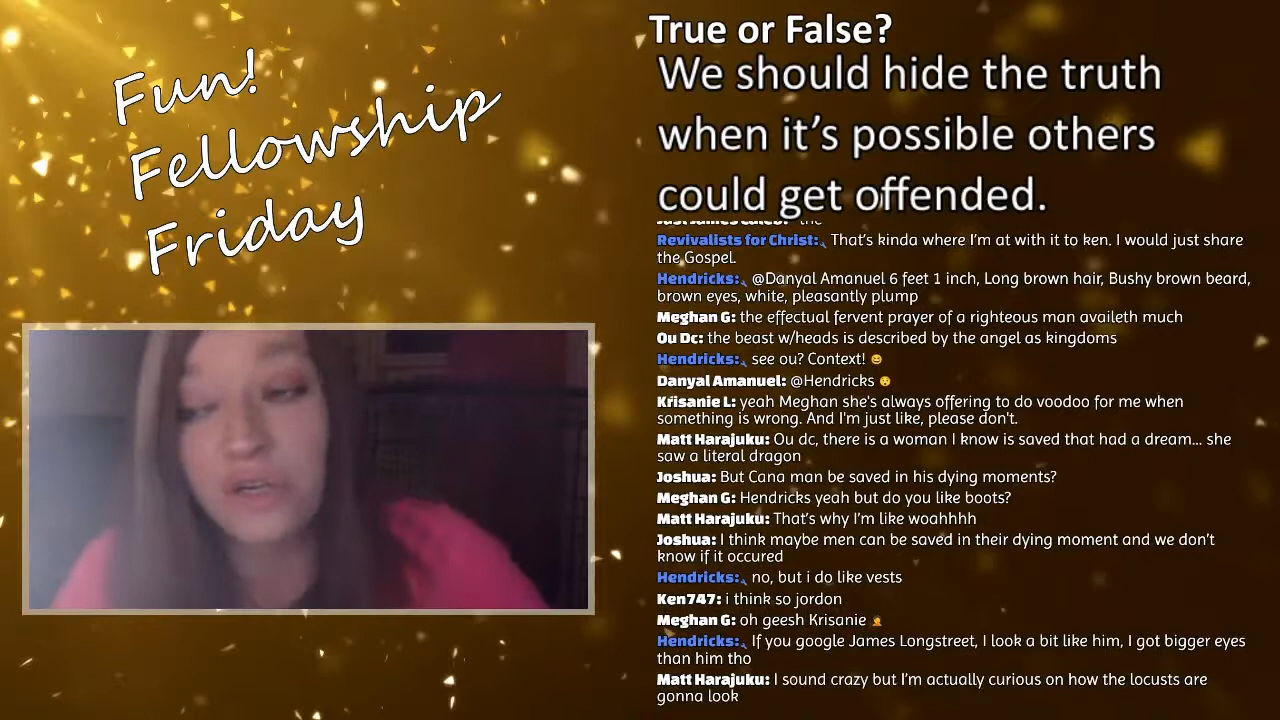 Fun!
Fellowship
Friday
True or False?
We should hide the truth
when it's possible others
could get offended.
Revivalists for Christ: That's kinda where I'm at with it to ken. I would just share
the Gospel.
Hendricks: @Danyal Amanuel 6 feet 1 inch, Long brown hair, Bushy brown beard,
brown eyes, white, pleasantly plump
Meghan G: the effectual fervent prayer of a righteous man availeth much
Ou Dc: the beast w/heads is described by the angel as kingdoms
Hendricks: see ou? Context! 😊
Danyal Amanuel: @Hendricks 😯
Krisanie L: yeah Meghan she's always offering to do voodoo for me when
something is wrong. And I'm just like, please don't.
Matt Harajuku: Ou dc, there is a woman I know is saved that had a dream... she
saw a literal dragon
Joshua: But Cana man be saved in his dying moments?
Meghan G: Hendricks yeah but do you like boots?
Matt Harajuku: That's why I'm like woahhhh
Joshua: I think maybe men can be saved in their dying moment and we don't
know if it occured
Hendricks: no, but i do like vests
Ken747: i think so jordon
Meghan G: oh geesh Krisanie 🤦
Hendricks: If you google James Longstreet, I look a bit like him, I got bigger eyes
than him tho
Matt Harajuku: I sound crazy but I'm actually curious on how the locusts are
gonna look